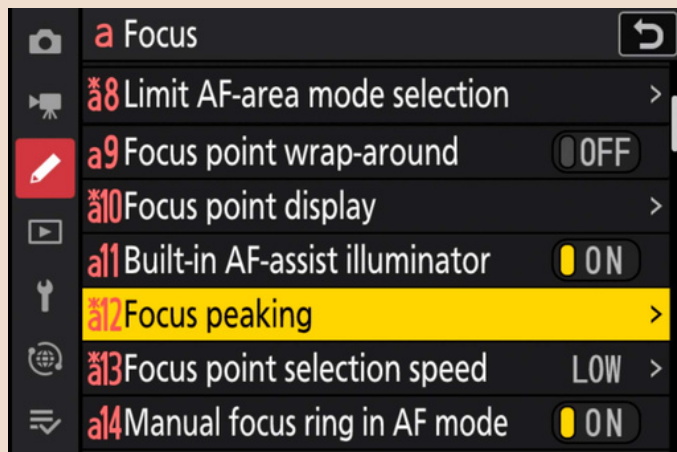 a Focus
*a8 Limit AF-area mode selection >
a9 Focus point wrap-around OFF
*a10 Focus point display >
a11 Built-in AF-assist illuminator ON
*a12 Focus peaking >
*a13 Focus point selection speed LOW >
a14 Manual focus ring in AF mode ON